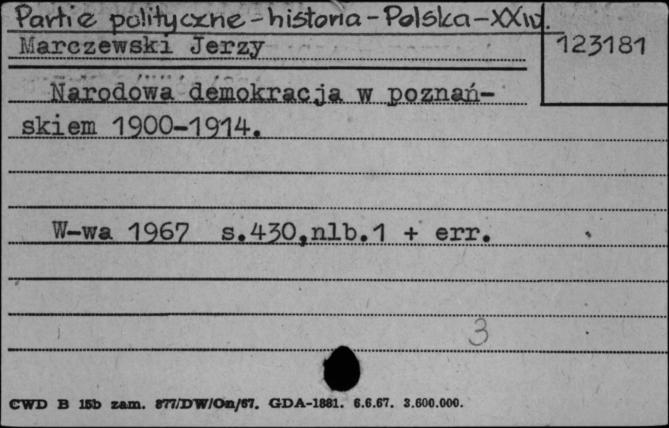 Partie polityczne-historia-Polska-XXw.
Marczewski Jerzy
123181
Narodowa demokracja w poznań-
skiem 1900-1914.
W-wa 1967 s.430,nlb.1 + err.
3
CWD B 15b zam. 877/DW/On/67. GDA-1881. 6.6.67. 3.600.000.